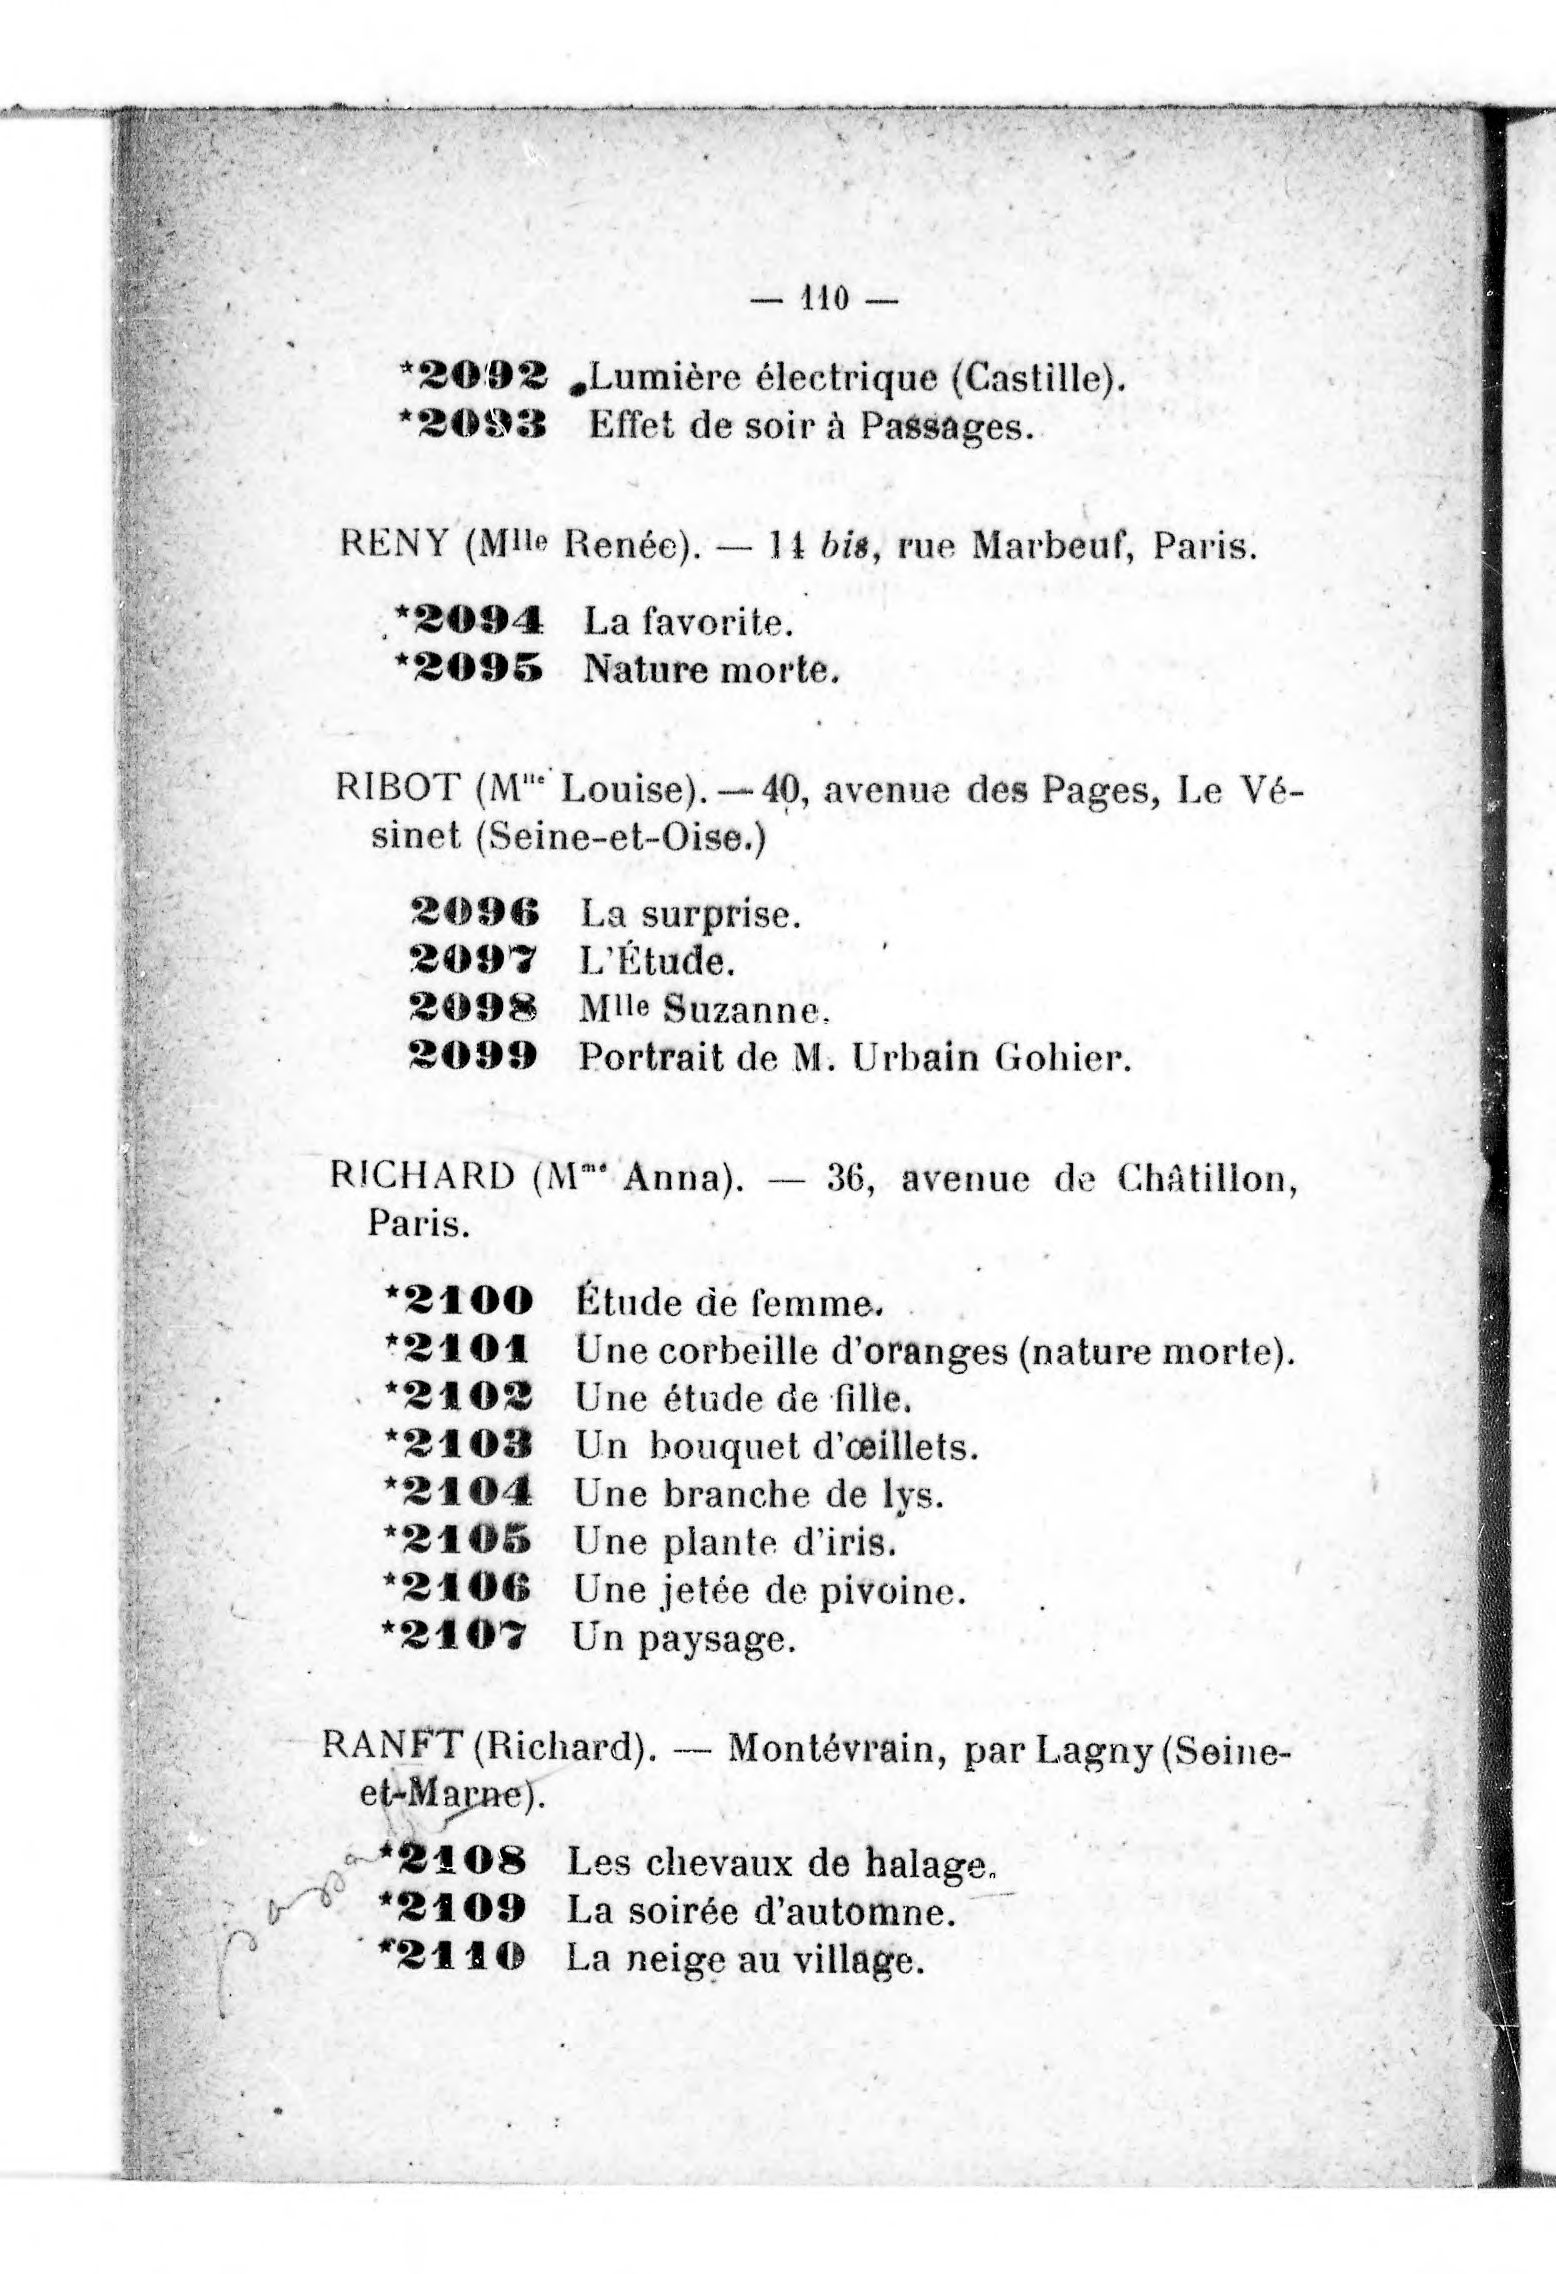 — 110 —
*2092 Lumière électrique (Castille).
*2093 Effet de soir à Passages.
RENY (Mlle Renée). — 11 bis, rue Marbeuf, Paris.
*2094 La favorite.
*2095 Nature morte.
RIBOT (Mlle Louise). — 40, avenue des Pages, Le Vé-
sinet (Seine-et-Oise.)
2096 La surprise.
2097 L'Étude.
2098 Mlle Suzanne.
2099 Portrait de M. Urbain Gohier.
RICHARD (Mme Anna). — 36, avenue de Châtillon,
Paris.
*2100 Étude de femme.
*2101 Une corbeille d'oranges (nature morte).
*2102 Une étude de fille.
*2103 Un bouquet d'œillets.
*2104 Une branche de lys.
*2105 Une plante d'iris.
*2106 Une jetée de pivoine.
*2107 Un paysage.
RANFT (Richard). — Montévrain, par Lagny (Seine-
et-Marne).
*2108 Les chevaux de halage.
*2109 La soirée d'automne.
*2110 La neige au village.